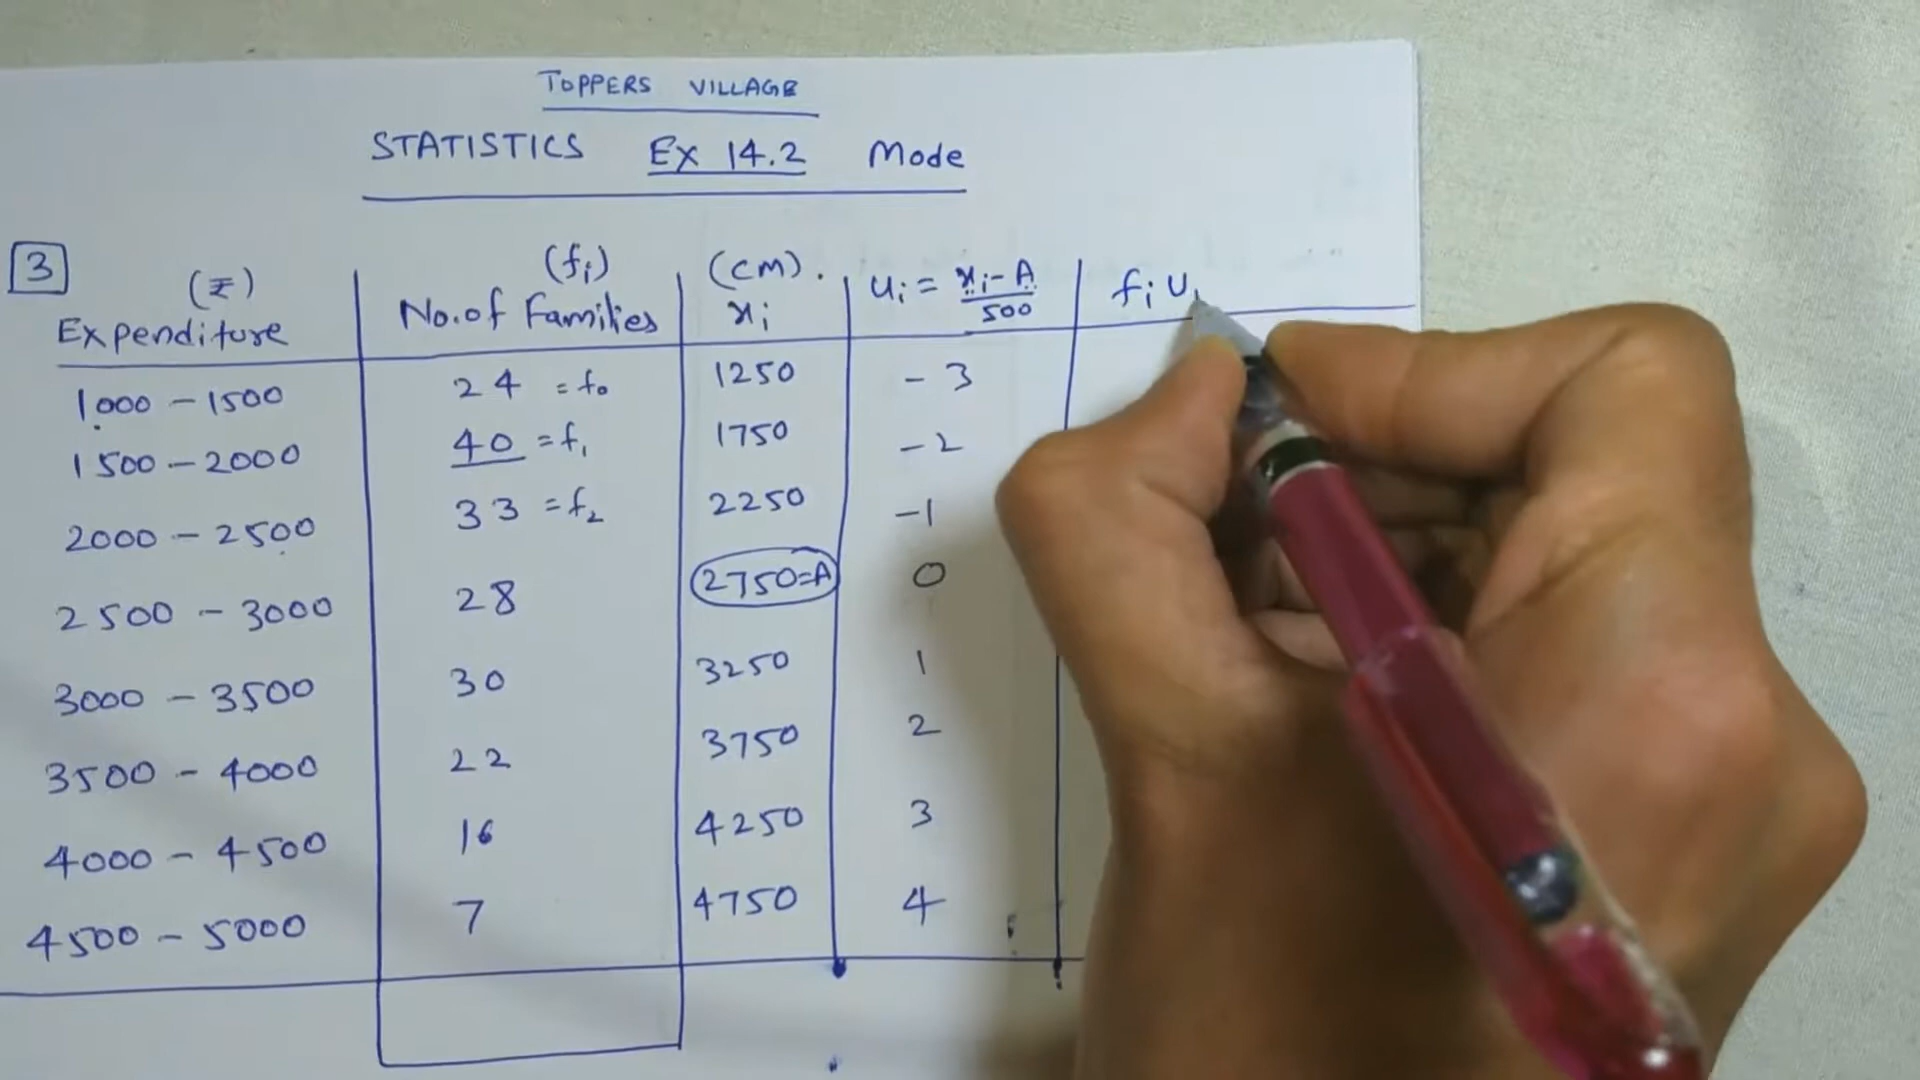 TOPPERS VILLAGE
STATISTICS Ex 14.2 Mode
3
(₹) (fi) (cm).
Expenditure No. of Families xi ui = xi - A / 500 fi ui
1000 - 1500 24 = f0 1250 - 3
1500 - 2000 40 = f1 1750 - 2
2000 - 2500 33 = f2 2250 - 1
2500 - 3000 28 2750=A 0
3000 - 3500 30 3250 1
3500 - 4000 22 3750 2
4000 - 4500 16 4250 3
4500 - 5000 7 4750 4